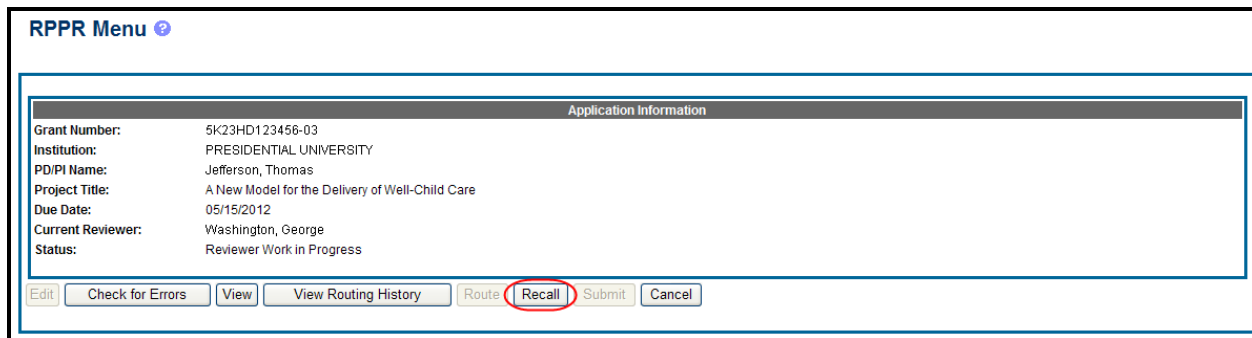 RPPR Menu ?
Application Information
Grant Number: 5K23HD123456-03
Institution: PRESIDENTIAL UNIVERSITY
PD/PI Name: Jefferson, Thomas
Project Title: A New Model for the Delivery of Well-Child Care
Due Date: 05/15/2012
Current Reviewer: Washington, George
Status: Reviewer Work in Progress
Edit Check for Errors View View Routing History Route Recall Submit Cancel